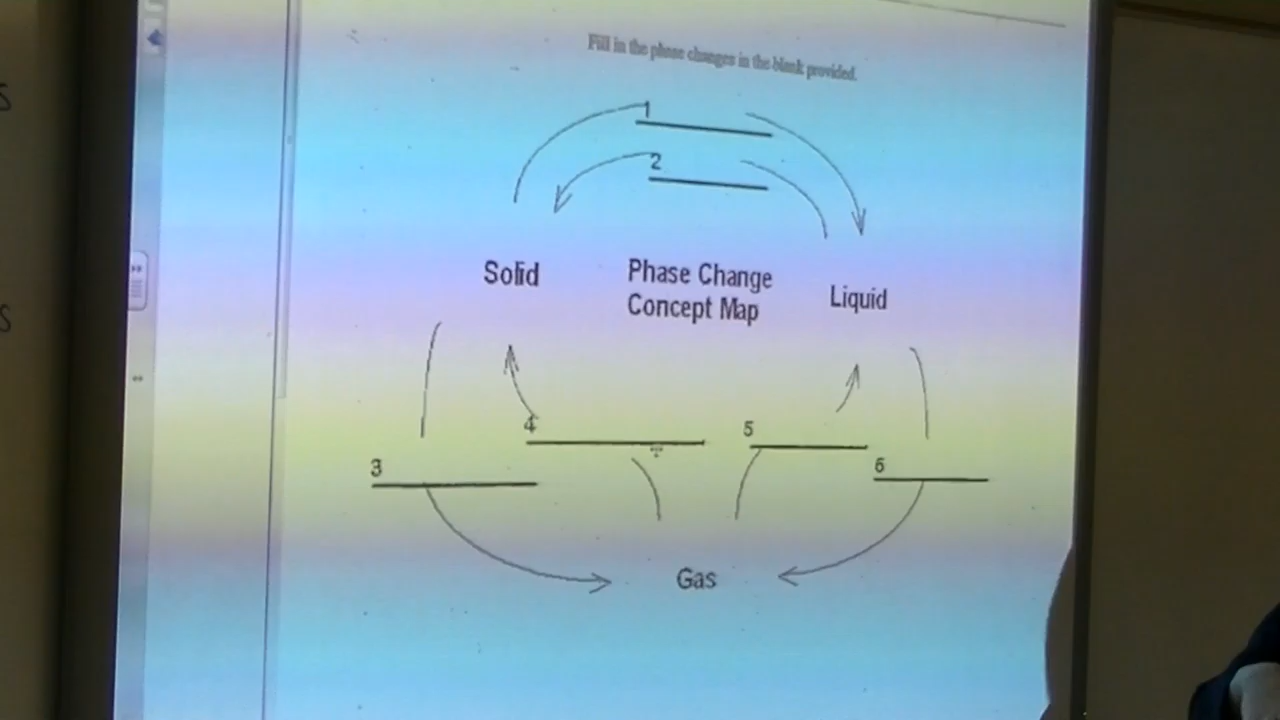 Fill in the phase changes in the blank provided.
1
2
Solid
Phase Change
Concept Map
Liquid
4
5
3
6
Gas